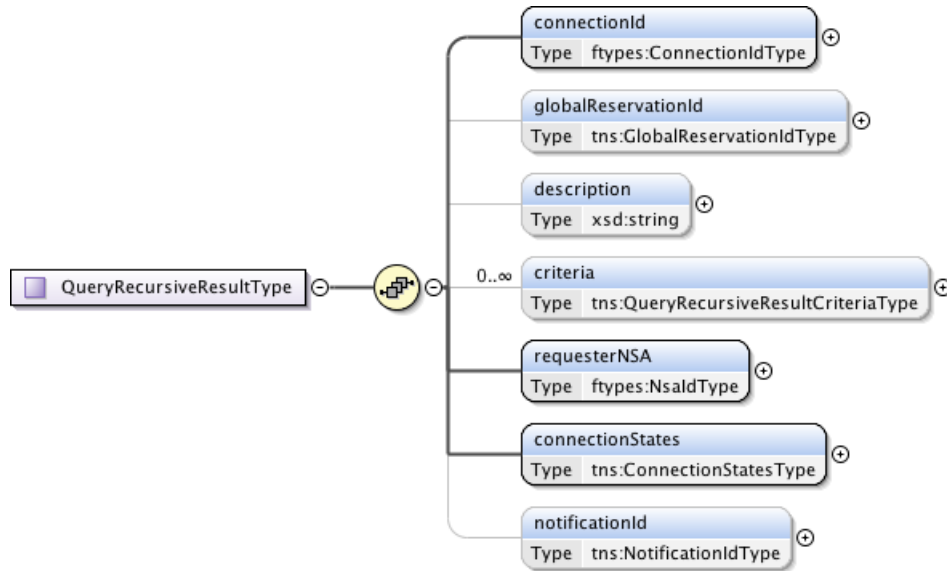 connectionId
Type ftypes:ConnectionIdType
globalReservationId
Type tns:GlobalReservationIdType
description
Type xsd:string
QueryRecursiveResultType
0..∞
criteria
Type tns:QueryRecursiveResultCriteriaType
requesterNSA
Type ftypes:NsaIdType
connectionStates
Type tns:ConnectionStatesType
notificationId
Type tns:NotificationIdType